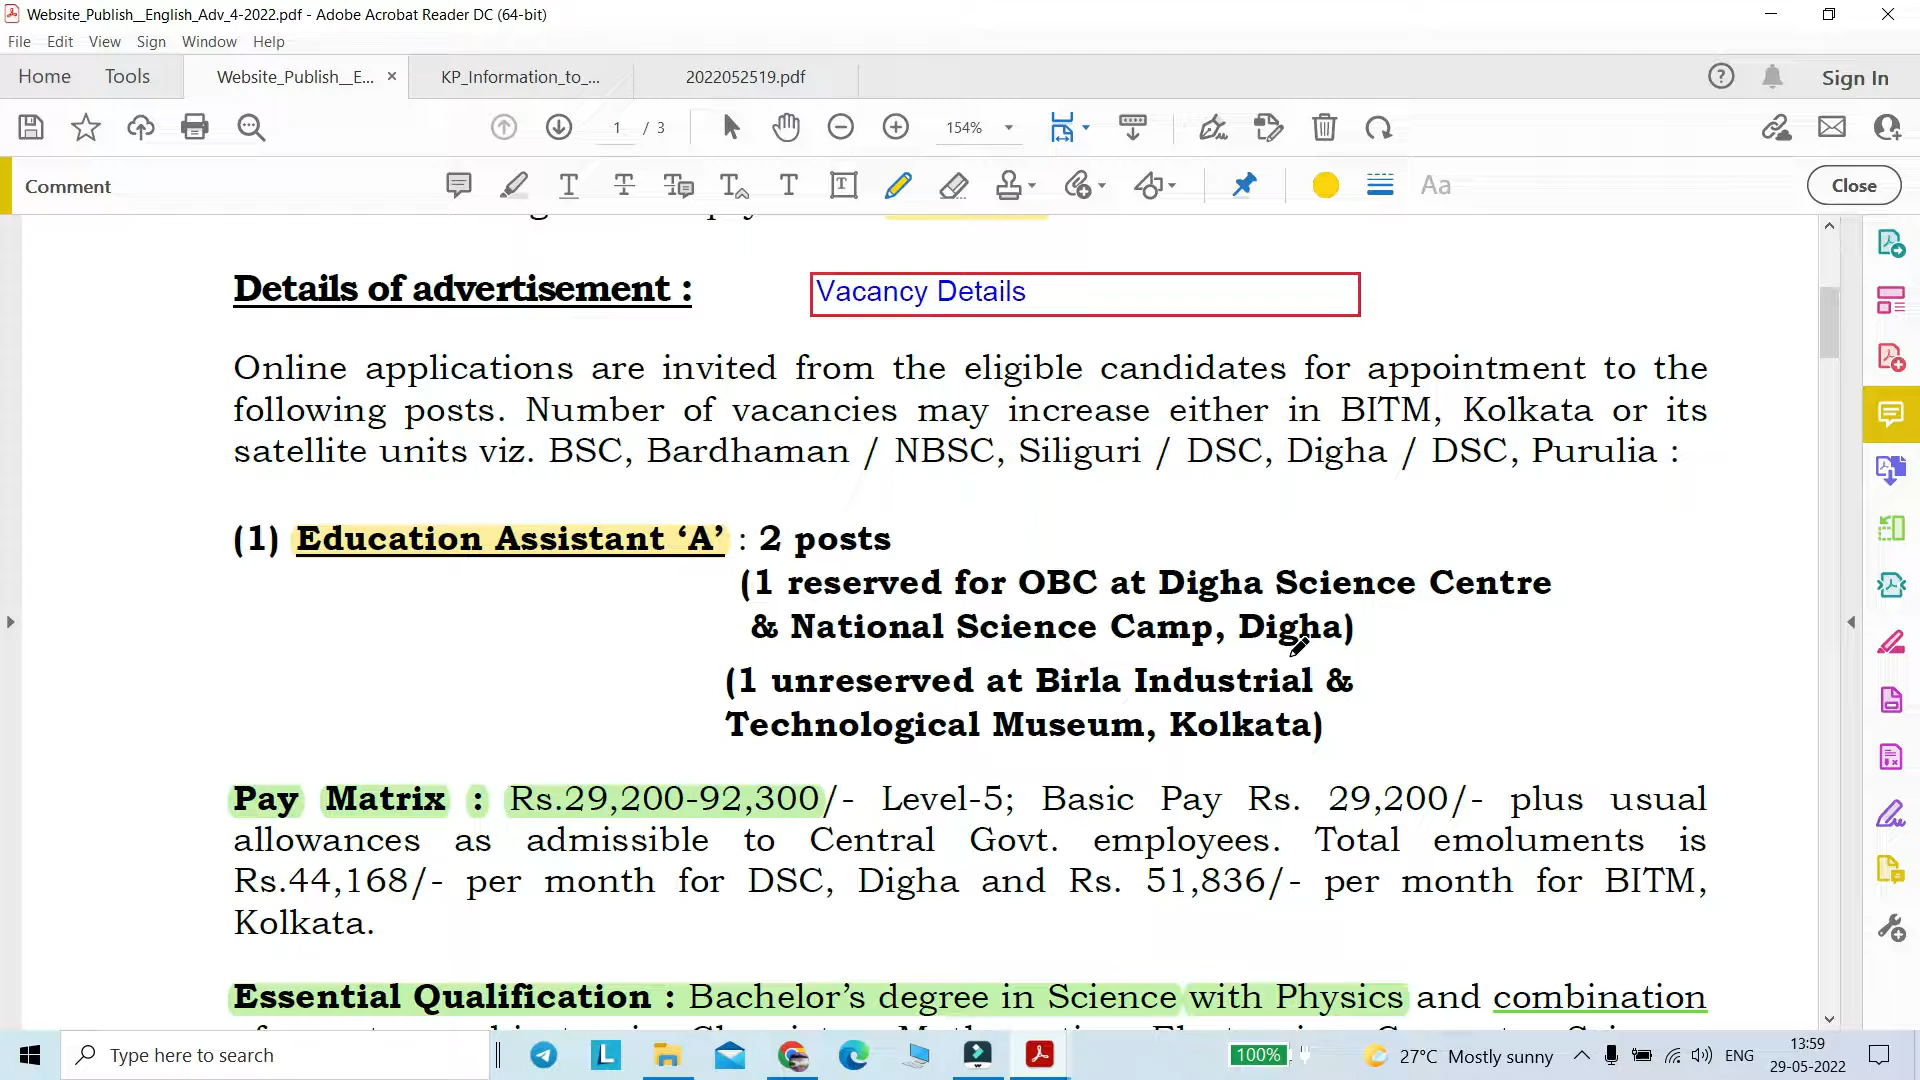 Website_Publish__English_Adv_4-2022.pdf - Adobe Acrobat Reader DC (64-bit)
File Edit View Sign Window Help
Home Tools Website_Publish__E... × KP_Information_to_... 2022052519.pdf Sign In
1 / 3 154%
Comment Close
Details of advertisement :
Vacancy Details
Online applications are invited from the eligible candidates for appointment to the
following posts. Number of vacancies may increase either in BITM, Kolkata or its
satellite units viz. BSC, Bardhaman / NBSC, Siliguri / DSC, Digha / DSC, Purulia :
(1) Education Assistant ‘A’ : 2 posts
(1 reserved for OBC at Digha Science Centre
& National Science Camp, Digha)
(1 unreserved at Birla Industrial &
Technological Museum, Kolkata)
Pay Matrix : Rs.29,200-92,300/- Level-5; Basic Pay Rs. 29,200/- plus usual
allowances as admissible to Central Govt. employees. Total emoluments is
Rs.44,168/- per month for DSC, Digha and Rs. 51,836/- per month for BITM,
Kolkata.
Essential Qualification : Bachelor’s degree in Science with Physics and combination
Type here to search
100%
27°C Mostly sunny
ENG
13:59
29-05-2022